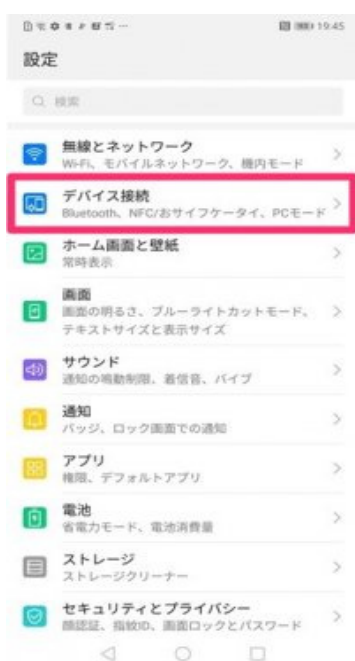 19:45
設定
検索
無線とネットワーク
Wi-Fi、モバイルネットワーク、機内モード
デバイス接続
Bluetooth、NFC/おサイフケータイ、PCモード
ホーム画面と壁紙
常時表示
画面
画面の明るさ、ブルーライトカットモード、
テキストサイズと表示サイズ
サウンド
通知の鳴動制限、着信音、バイブ
通知
バッジ、ロック画面での通知
アプリ
権限、デフォルトアプリ
電池
省電力モード、電池消費量
ストレージ
ストレージクリーナー
セキュリティとプライバシー
顔認証、指紋ID、画面ロックとパスワード